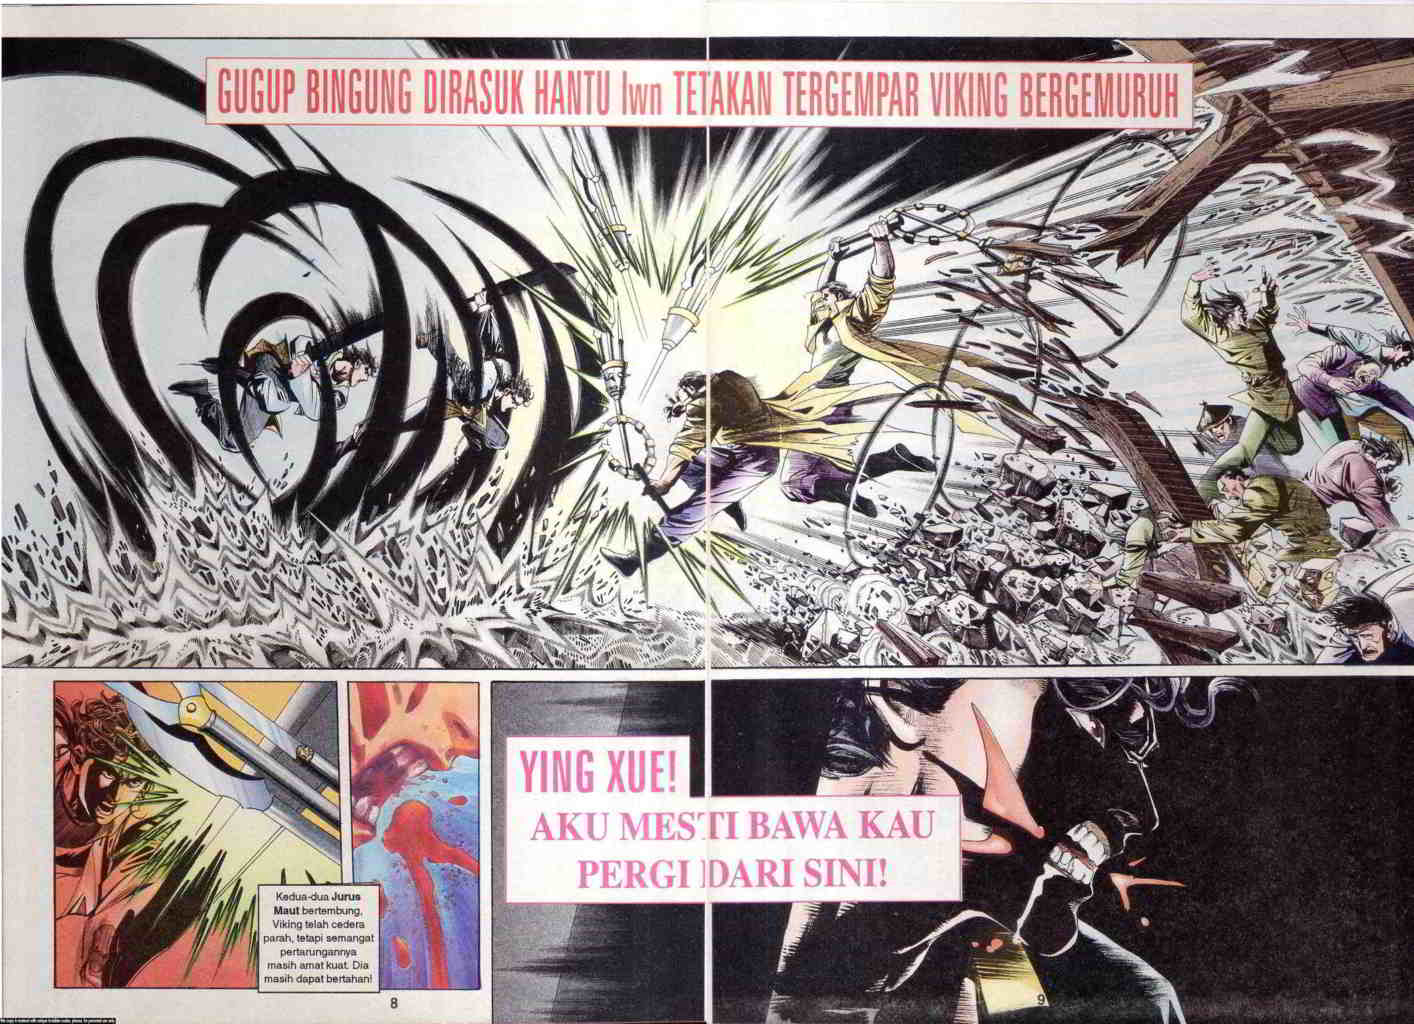 GUGUP BINGUNG DIRASUK HANTU lwn TETAKAN TERGEMPAR VIKING BERGEMURUH
Kedua-dua Jurus
Maut bertembung,
Viking telah cedera
parah, tetapi semangat
pertarungannya
masih amat kuat. Dia
masih dapat bertahan!
YING XUE!
AKU MESTI BAWA KAU
PERGI DARI SINI!
8
9